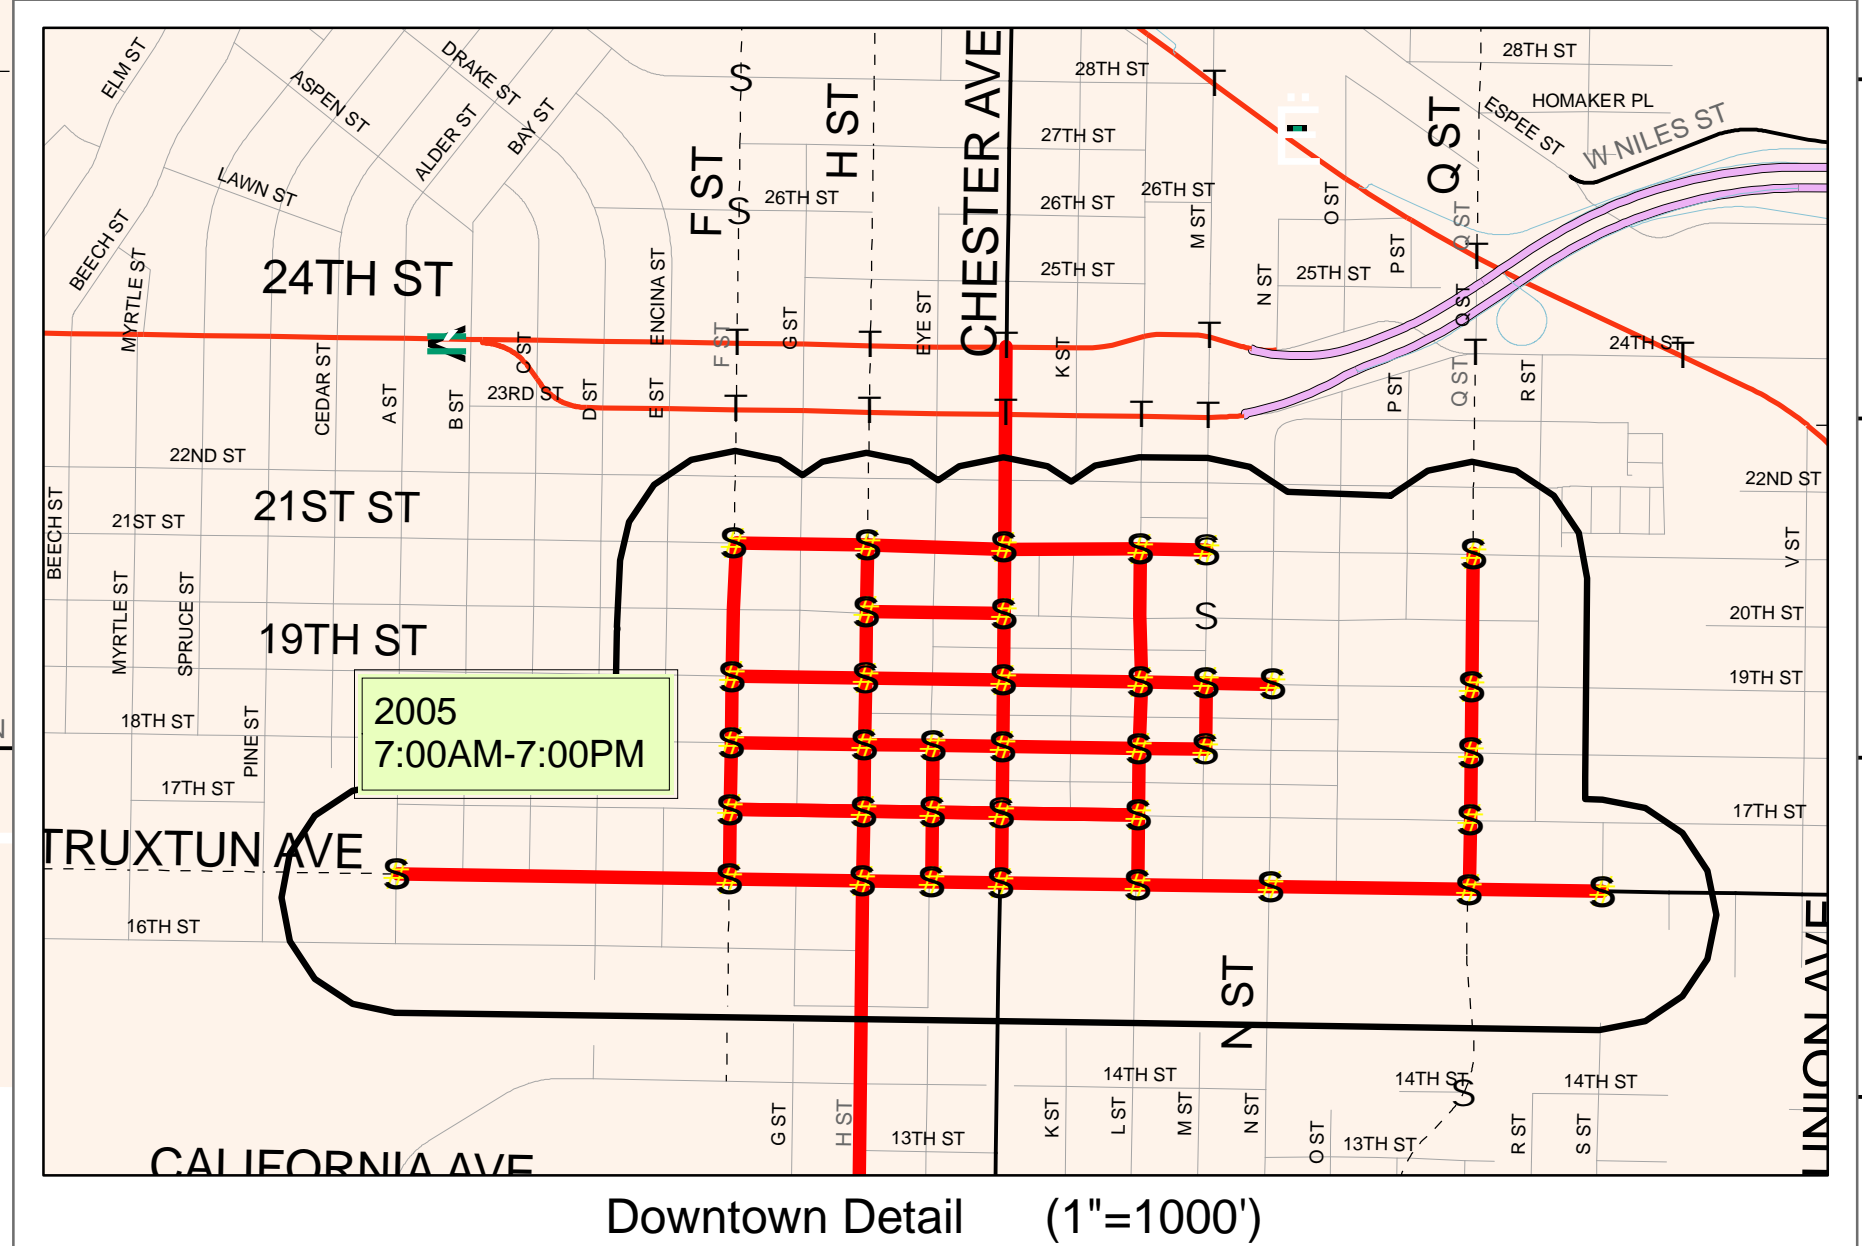 ELM ST
DRAKE ST
ASPEN ST
ALDER ST
BAY ST
LAWN ST
BEECH ST
MYRTLE ST
24TH ST
ENCINA ST
F ST
H ST
CHESTER AVE
S
S
26TH ST
28TH ST
27TH ST
26TH ST
26TH ST
25TH ST
M ST
N ST
O ST
P ST
25TH ST
Q ST
Q ST
Q ST
Q ST
28TH ST
HOMAKER PL
ESPEE ST
W NILES ST
T
T
T
T
T
T
T
T
T
T
T
T
T
T
24TH ST
F ST
G ST
EYE ST
K ST
C ST
CEDAR ST
A ST
B ST
23RD ST
D ST
E ST
P ST
R ST
22ND ST
22ND ST
21ST ST
21ST ST
BEECH ST
MYRTLE ST
SPRUCE ST
V ST
20TH ST
19TH ST
19TH ST
2005
7:00AM-7:00PM
18TH ST
PINE ST
17TH ST
17TH ST
TRUXTUN AVE
16TH ST
S S S S S S
S S S
S S S S S S S
S S S S S S S
S S S S S S
S S S S S S S S S
N ST
UNION AVE
14TH ST
14TH ST
14TH ST
S
G ST
H ST
13TH ST
K ST
L ST
M ST
N ST
O ST
13TH ST
R ST
S ST
CALIFORNIA AVE
Downtown Detail (1"=1000')